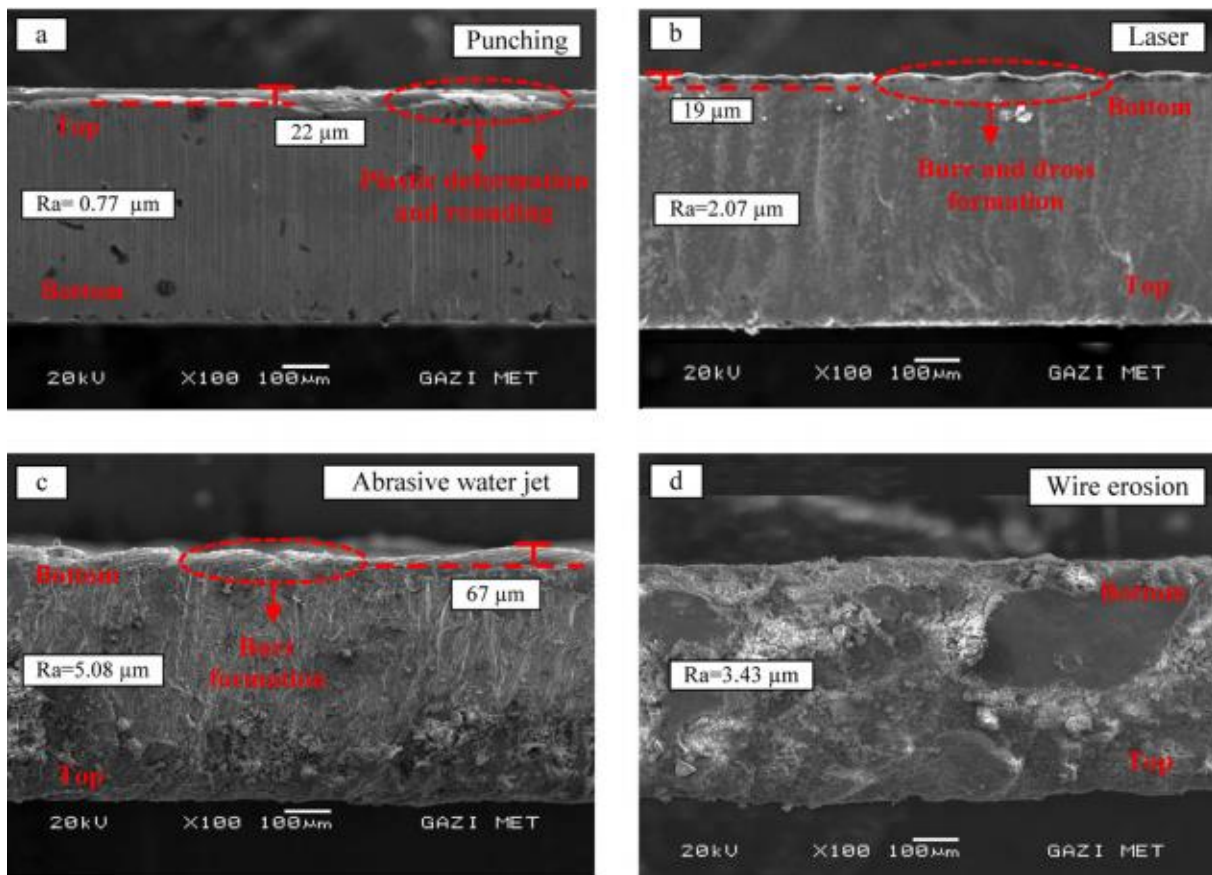 a
Punching
Top
22 μm
Plastic deformation
and rounding
Ra= 0.77 μm
Bottom
20kV X100 100μm GAZI MET
b
Laser
19 μm
Bottom
Burr and dross
formation
Ra=2.07 μm
Top
20kV X100 100μm GAZI MET
c
Abrasive water jet
Bottom
67 μm
Burr
formation
Ra=5.08 μm
Top
20kV X100 100μm GAZI MET
d
Wire erosion
Bottom
Ra=3.43 μm
Top
20kV X100 100μm GAZI MET